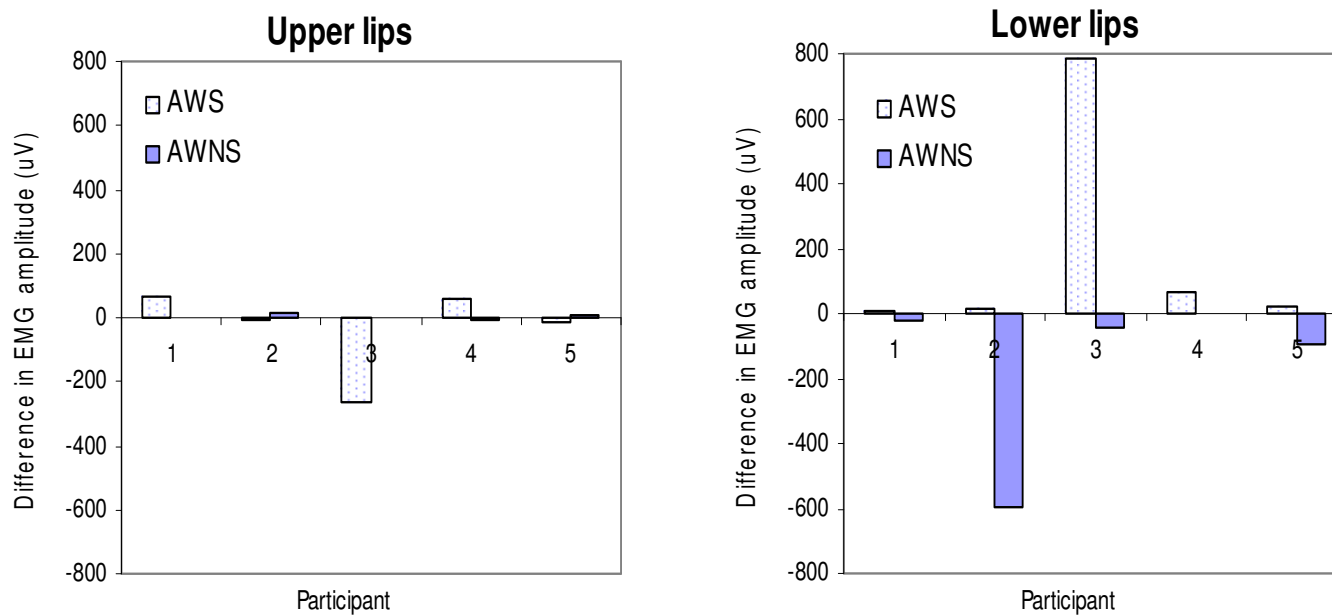 Upper lips
Difference in EMG amplitude (uV)
800
600
400
200
0
-200
-400
-600
-800
AWS
AWNS
1 2 3 4 5
Participant
Lower lips
Difference in EMG amplitude (uV)
800
600
400
200
0
-200
-400
-600
-800
AWS
AWNS
1 2 3 4 5
Participant